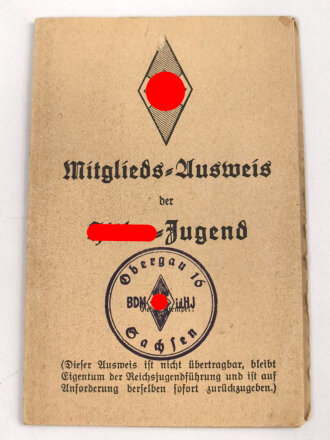 Mitglieds-Ausweis
der
-Jugend
Obergau 16
BDM i.d.HJ
Sachsen
(Dieser Ausweis ist nicht übertragbar, bleibt
Eigentum der Reichsjugendführung und ist auf
Anforderung derselben sofort zurückzugeben.)